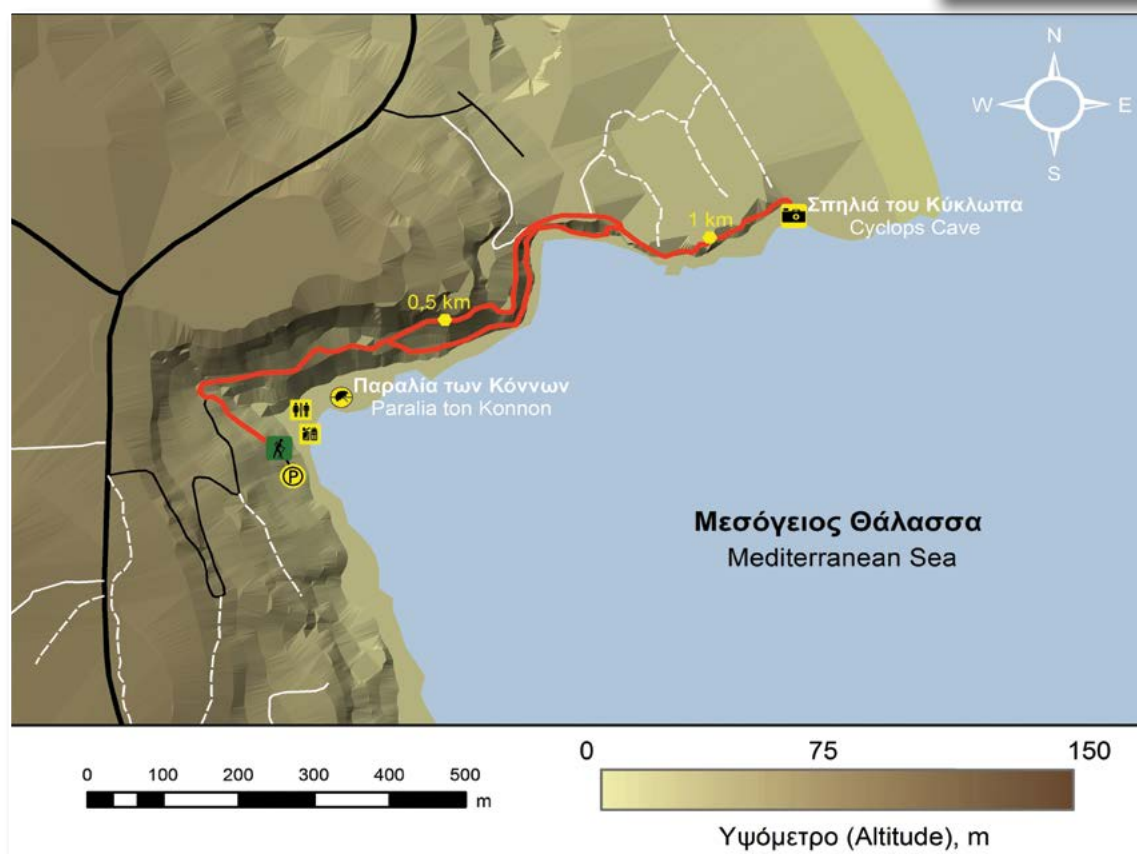 N
W
E
S
Σπηλιά του Κύκλωπα
Cyclops Cave
1 km
0,5 km
Παραλία των Κόννων
Paralia ton Konnon
P
Μεσόγειος Θάλασσα
Mediterranean Sea
0 100 200 300 400 500
m
0 75 150
Υψόμετρο (Altitude), m